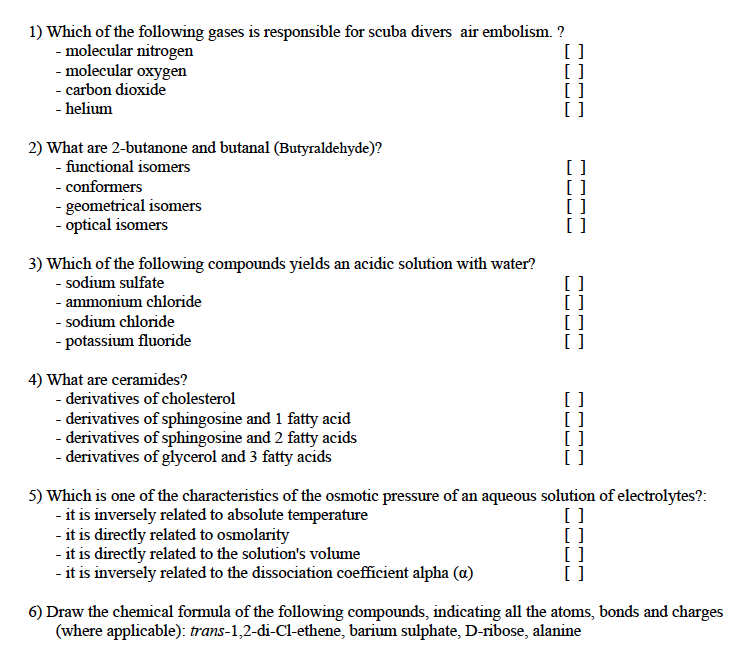 1) Which of the following gases is responsible for scuba divers  air embolism. ?
- molecular nitrogen [ ]
- molecular oxygen [ ]
- carbon dioxide [ ]
- helium [ ]
2) What are 2-butanone and butanal (Butyraldehyde)?
- functional isomers [ ]
- conformers [ ]
- geometrical isomers [ ]
- optical isomers [ ]
3) Which of the following compounds yields an acidic solution with water?
- sodium sulfate [ ]
- ammonium chloride [ ]
- sodium chloride [ ]
- potassium fluoride [ ]
4) What are ceramides?
- derivatives of cholesterol [ ]
- derivatives of sphingosine and 1 fatty acid [ ]
- derivatives of sphingosine and 2 fatty acids [ ]
- derivatives of glycerol and 3 fatty acids [ ]
5) Which is one of the characteristics of the osmotic pressure of an aqueous solution of electrolytes?:
- it is inversely related to absolute temperature [ ]
- it is directly related to osmolarity [ ]
- it is directly related to the solution's volume [ ]
- it is inversely related to the dissociation coefficient alpha (α) [ ]
6) Draw the chemical formula of the following compounds, indicating all the atoms, bonds and charges
(where applicable): trans-1,2-di-Cl-ethene, barium sulphate, D-ribose, alanine